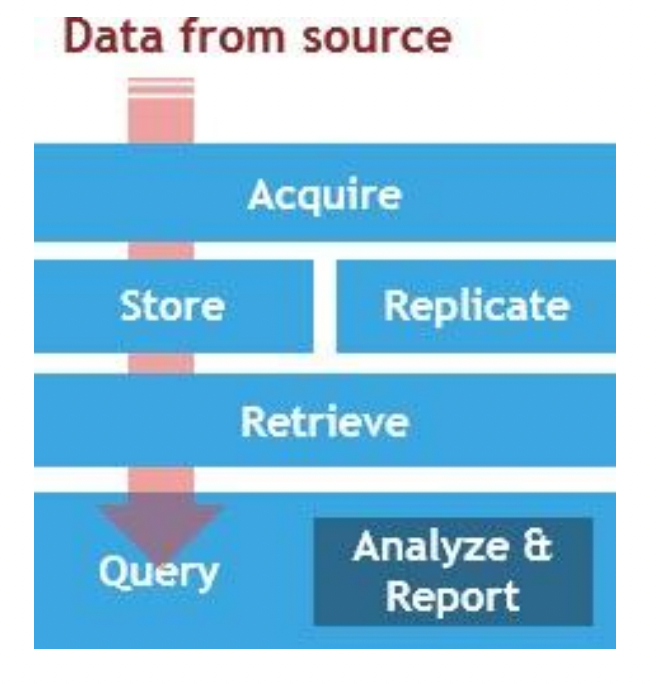 Data from source
Acquire
Store
Replicate
Retrieve
Query
Analyze &
Report